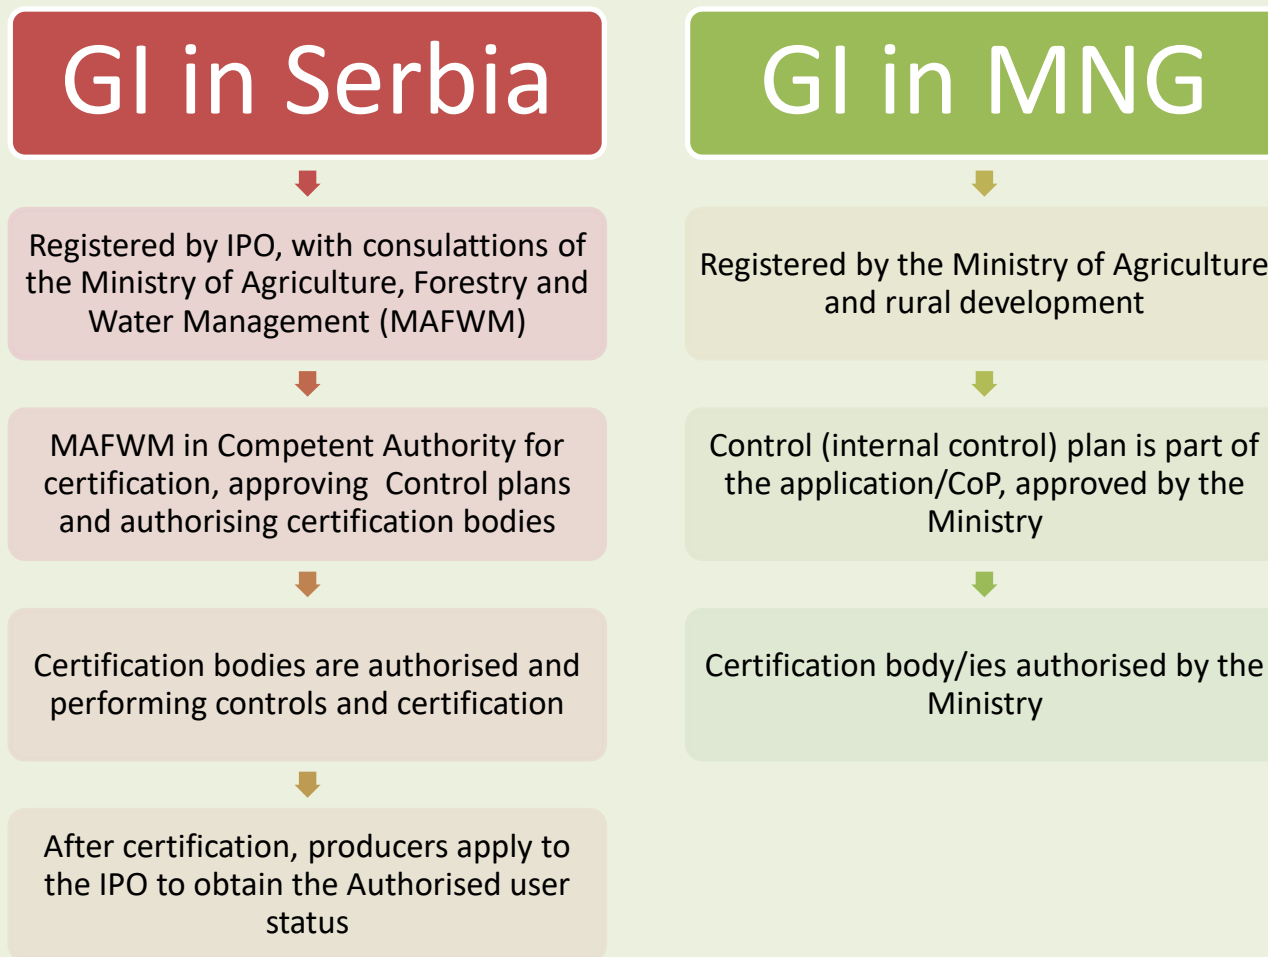 GI in Serbia
Registered by IPO, with consulattions of
the Ministry of Agriculture, Forestry and
Water Management (MAFWM)
MAFWM in Competent Authority for
certification, approving Control plans
and authorising certification bodies
Certification bodies are authorised and
performing controls and certification
After certification, producers apply to
the IPO to obtain the Authorised user
status
GI in MNG
Registered by the Ministry of Agriculture
and rural development
Control (internal control) plan is part of
the application/CoP, approved by the
Ministry
Certification body/ies authorised by the
Ministry